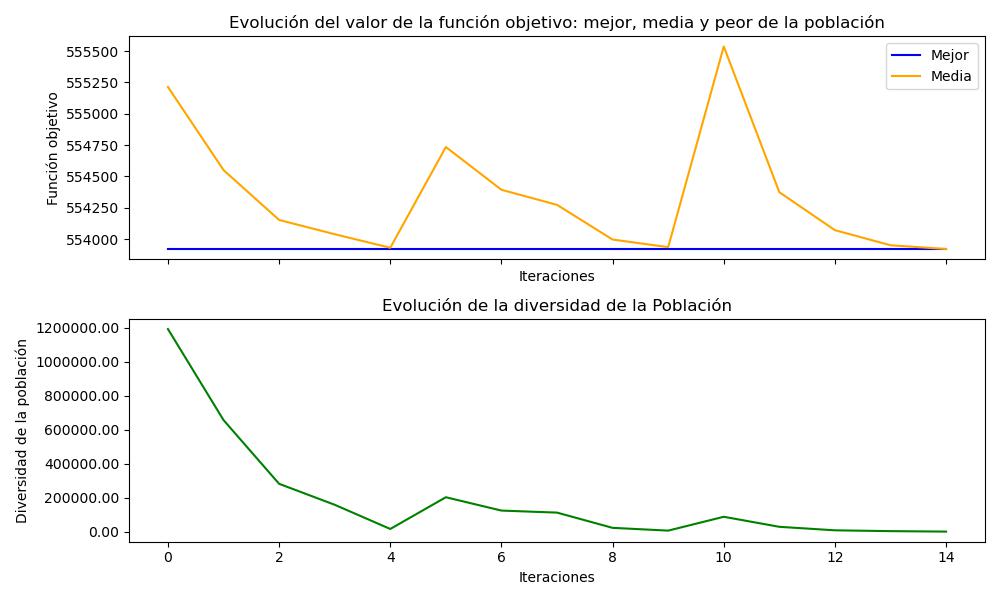 Evolución del valor de la función objetivo: mejor, media y peor de la población
555500
555250
555000
554750
554500
554250
554000
Función objetivo
Mejor
Media
Iteraciones
Evolución de la diversidad de la Población
1200000.00
1000000.00
800000.00
600000.00
400000.00
200000.00
0.00
Diversidad de la población
0 2 4 6 8 10 12 14
Iteraciones